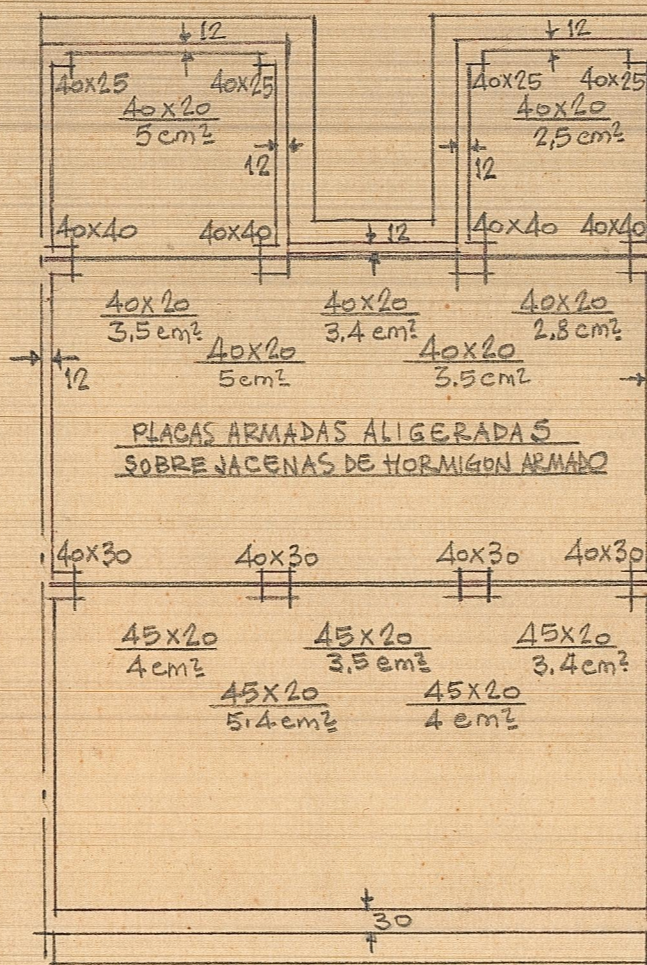 12 12
40x25 40x25 40x25 40x25
40x20 40x20
5 cm² 2,5 cm²
12 12
40x40 40x40 12 40x40 40x40
40x20 40x20 40x20
3,5 cm² 3.4 cm² 2.8 cm²
40x20 40x20
12 5cm² 3.5cm²
PLACAS ARMADAS ALIGERADAS
SOBRE JACENAS DE HORMIGON ARMADO
40x30 40x30 40x30 40x30
45x20 45x20 45x20
4cm² 3,5 cm² 3.4cm²
45x20 45x20
5.4cm² 4 cm²
30